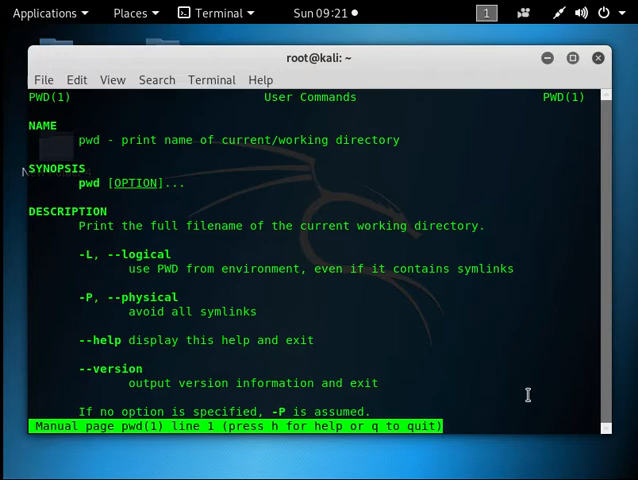 Applications Places Terminal Sun 09:21 1
root@kali: ~
File Edit View Search Terminal Help
PWD(1) User Commands PWD(1)
NAME
pwd - print name of current/working directory
SYNOPSIS
pwd [OPTION]...
DESCRIPTION
Print the full filename of the current working directory.
-L, --logical
use PWD from environment, even if it contains symlinks
-P, --physical
avoid all symlinks
--help display this help and exit
--version
output version information and exit
If no option is specified, -P is assumed.
Manual page pwd(1) line 1 (press h for help or q to quit)